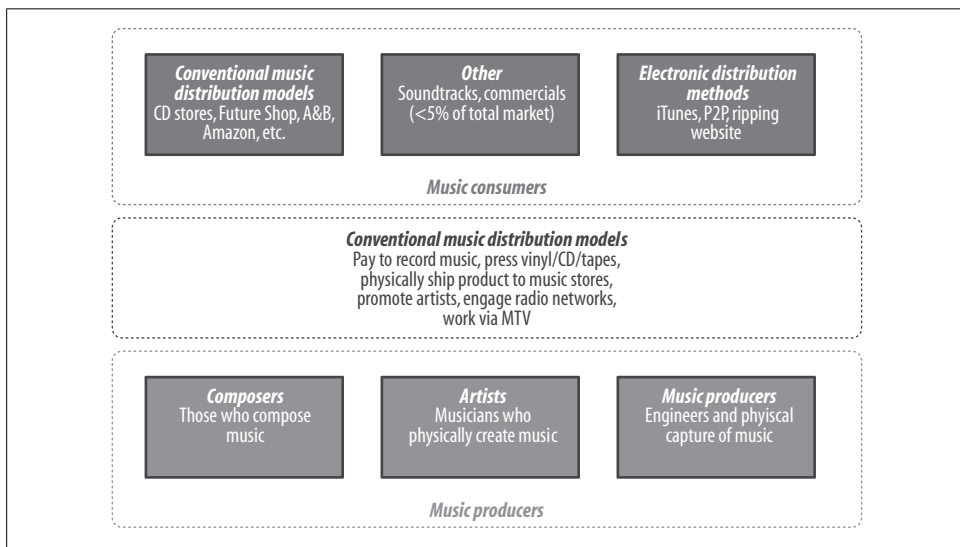 Conventional music
distribution models
CD stores, Future Shop, A&B,
Amazon, etc.
Other
Soundtracks, commercials
(<5% of total market)
Electronic distribution
methods
iTunes, P2P, ripping
website
Music consumers
Conventional music distribution models
Pay to record music, press vinyl/CD/tapes,
physically ship product to music stores,
promote artists, engage radio networks,
work via MTV
Composers
Those who compose
music
Artists
Musicians who
physically create music
Music producers
Engineers and phyiscal
capture of music
Music producers